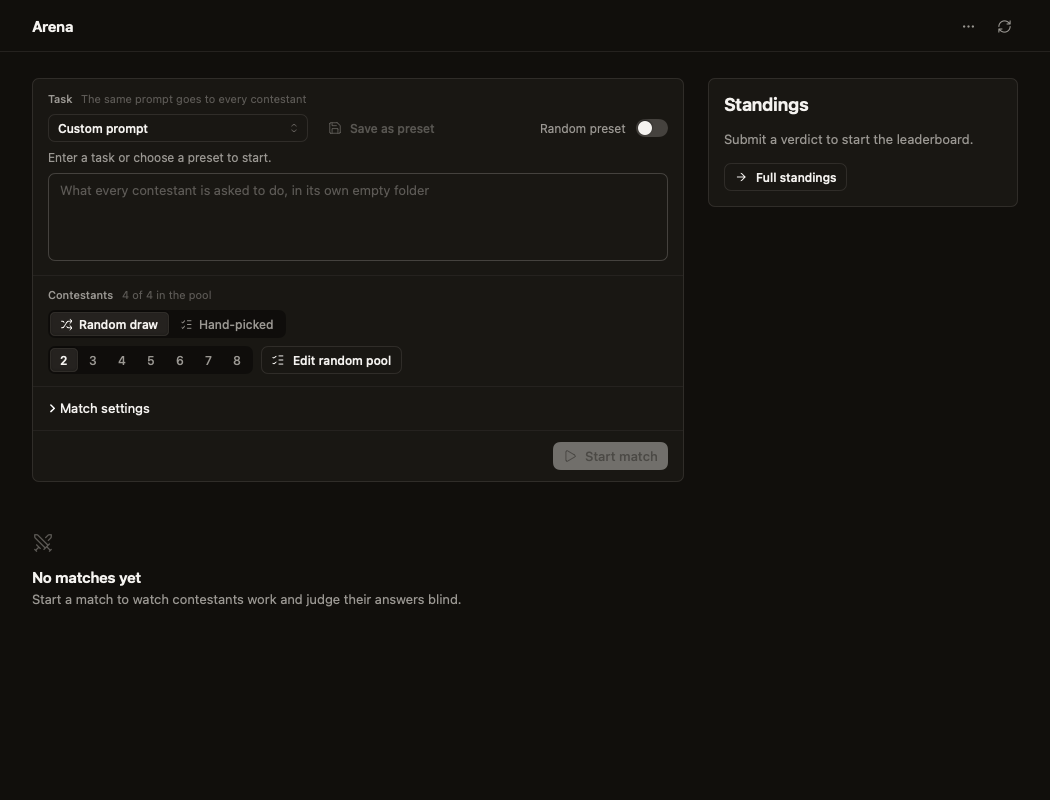 Arena
Task The same prompt goes to every contestant
Custom prompt Save as preset Random preset
Enter a task or choose a preset to start.
What every contestant is asked to do, in its own empty folder
Contestants 4 of 4 in the pool
Random draw Hand-picked
2 3 4 5 6 7 8 Edit random pool
Match settings
Start match
Standings
Submit a verdict to start the leaderboard.
Full standings
No matches yet
Start a match to watch contestants work and judge their answers blind.